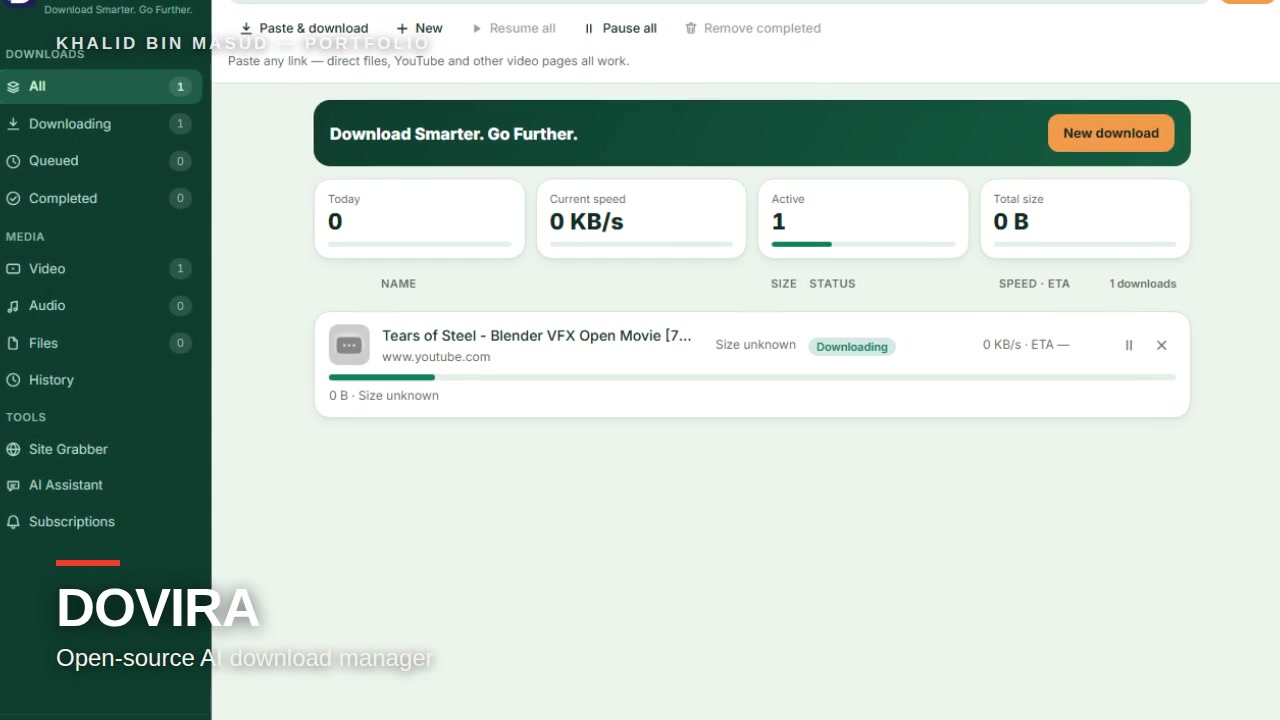 Download Smarter. Go Further.
Paste & download New Resume all Pause all Remove completed
KHALID BIN MASUD — PORTFOLIO
DOWNLOADS
Paste any link — direct files, YouTube and other video pages all work.
All 1
Downloading 1
Queued 0
Completed 0
MEDIA
Video 1
Audio 0
Files 0
History
TOOLS
Site Grabber
AI Assistant
Subscriptions
Download Smarter. Go Further. New download
Today
0
Current speed
0 KB/s
Active
1
Total size
0 B
NAME SIZE STATUS SPEED · ETA 1 downloads
Tears of Steel - Blender VFX Open Movie [7...
www.youtube.com
Size unknown Downloading 0 KB/s · ETA —
0 B · Size unknown
DOVIRA
Open-source AI download manager